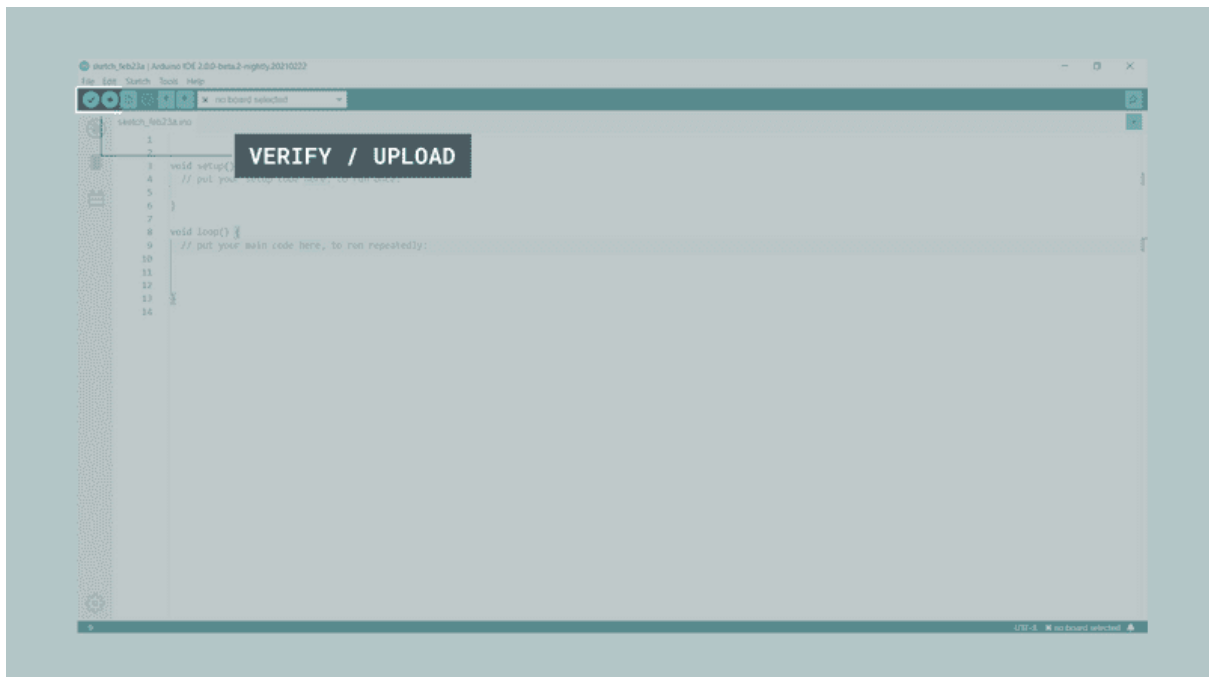 sketch_feb23a | Arduino IDE 2.0.0-beta.2-nightly.20210222
File Edit Sketch Tools Help
no board selected
sketch_feb23a.ino
VERIFY / UPLOAD
1
2
3 void setup()
4 // put your setup code here, to run once:
5
6 }
7
8 void loop() {
9 // put your main code here, to run repeatedly:
10
11
12
13 }
14
UTF-8 no board selected